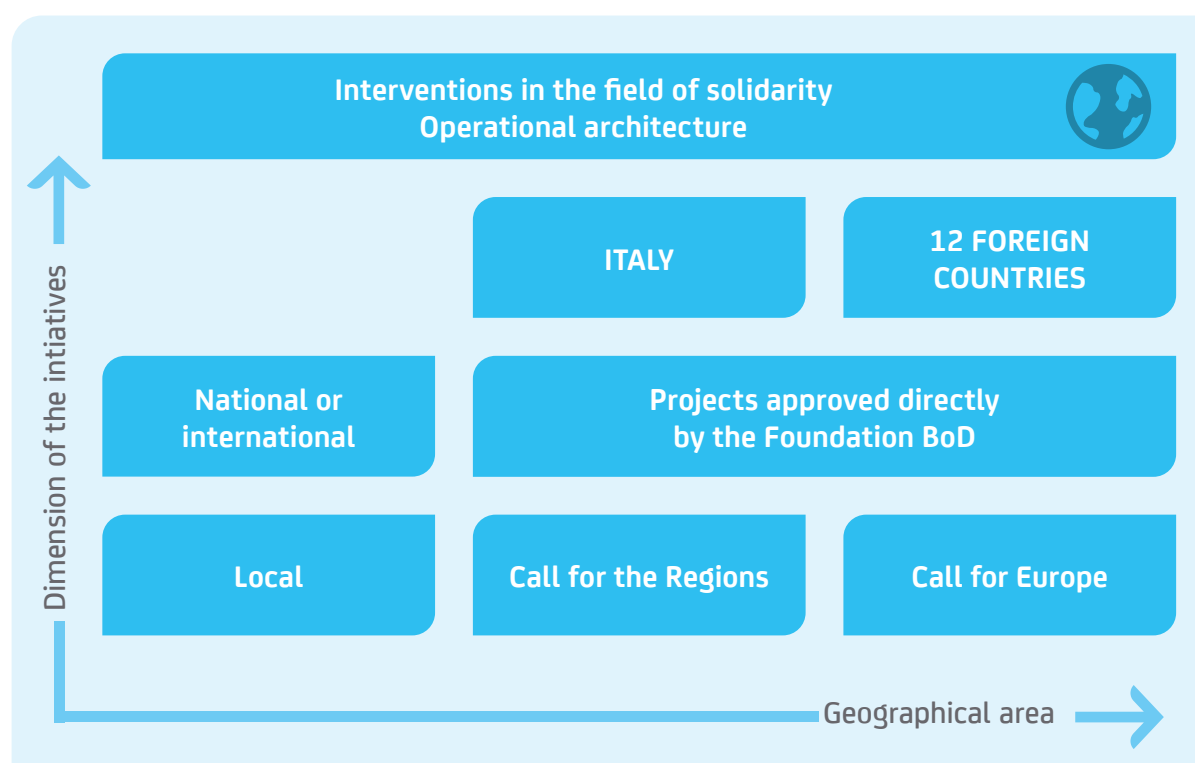 Interventions in the field of solidarity
Operational architecture
ITALY
12 FOREIGN
COUNTRIES
Dimension of the intiatives
National or
international
Projects approved directly
by the Foundation BoD
Local
Call for the Regions
Call for Europe
Geographical area